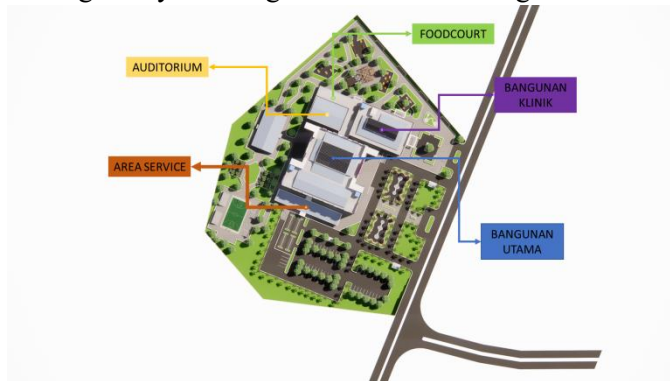 FOODCOURT
AUDITORIUM
BANGUNAN
KLINIK
AREA SERVICE
BANGUNAN
UTAMA